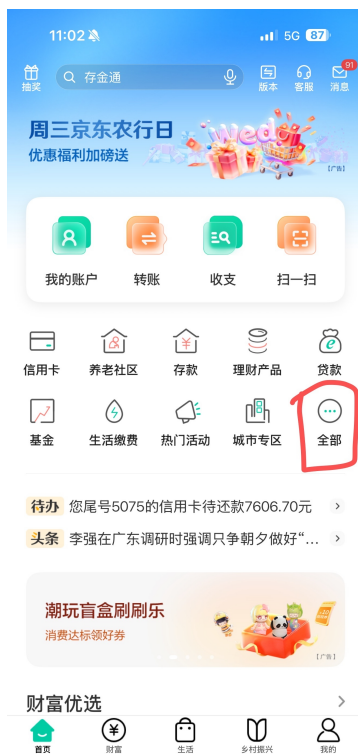 11:02 5G 87
抽奖 存金通 版本 客服 消息 91
周三京东农行日
优惠福利加磅送
Wed
[广告]
我的账户 转账 收支 扫一扫
信用卡 养老社区 存款 理财产品 贷款
基金 生活缴费 热门活动 城市专区 全部
待办 您尾号5075的信用卡待还款7606.70元
头条 李强在广东调研时强调只争朝夕做好“...
潮玩盲盒刷刷乐
消费达标领好券
[广告]
财富优选
首页 财富 生活 乡村振兴 我的